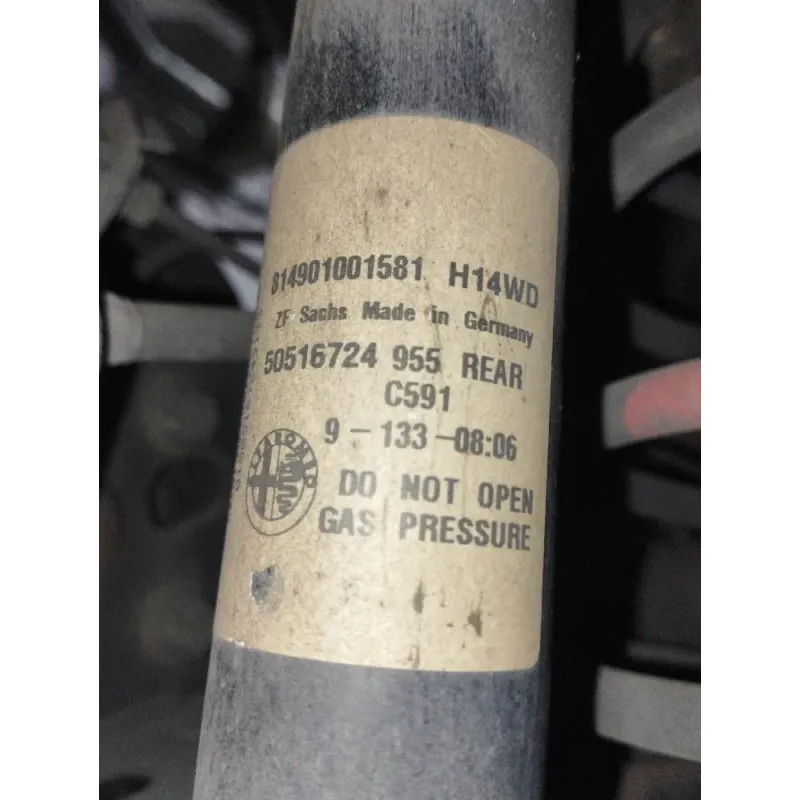 814901001581 H14WD
ZF Sachs Made in Germany
50516724 955 REAR
C591
9-133-08:06
DO NOT OPEN
GAS PRESSURE